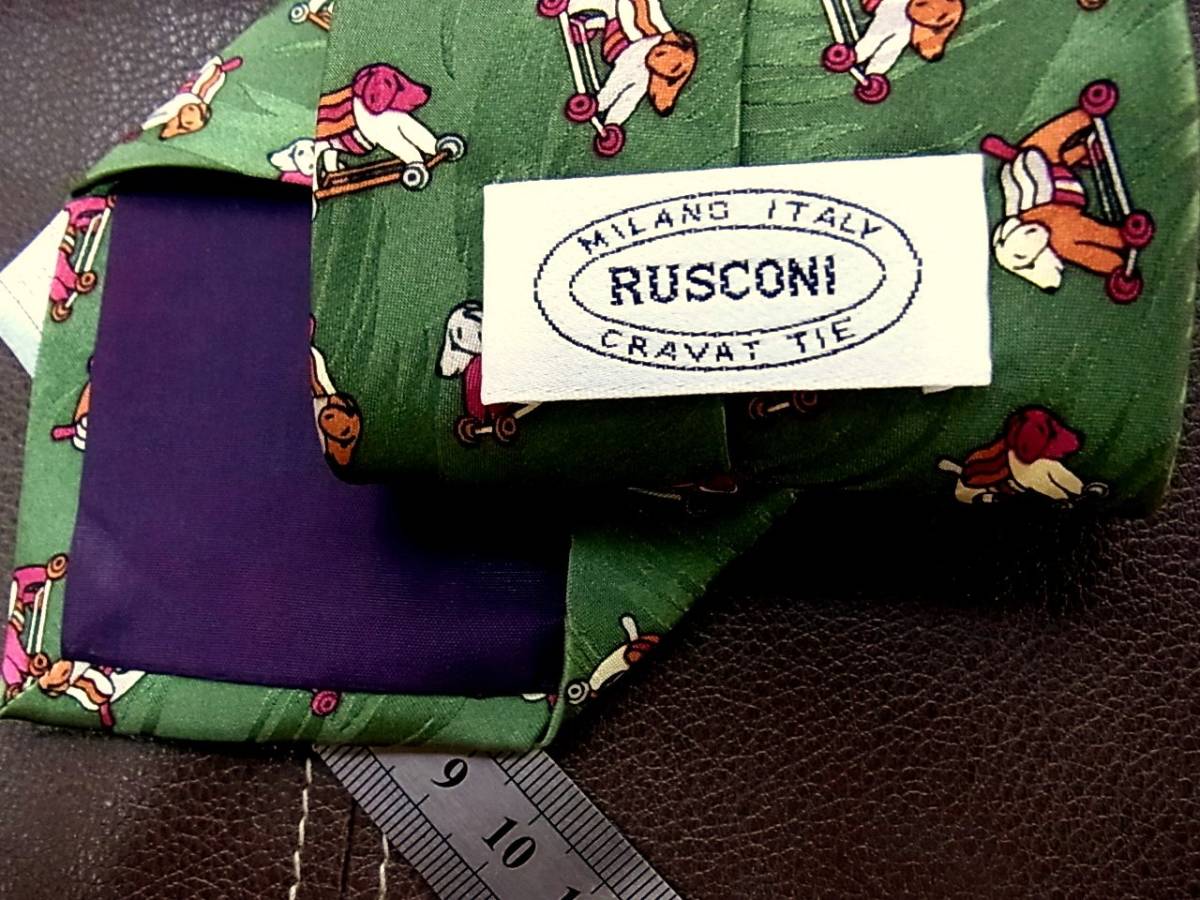 MILANO ITALY
RUSCONI
CRAVAT TIE
9
10